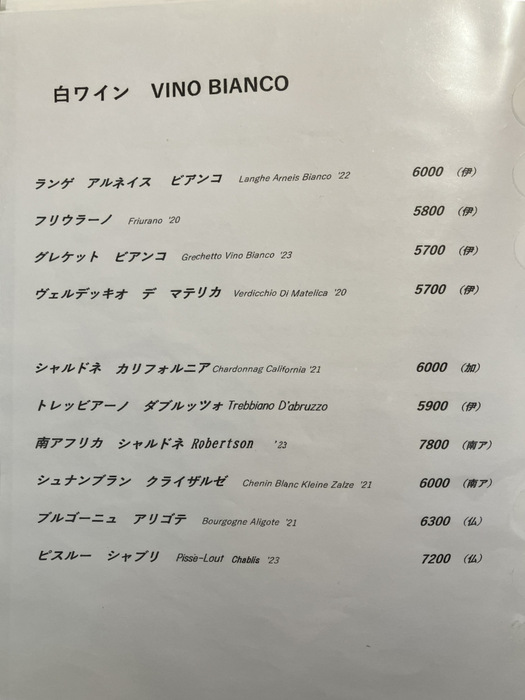 白ワイン VINO BIANCO
ランゲ アルネイス ビアンコ Langhe Arneis Bianco '22 6000 （伊）
フリウラーノ Friurano '20 5800 （伊）
グレケット ビアンコ Grechetto Vino Bianco '23 5700 （伊）
ヴェルデッキオ デ マテリカ Verdicchio Di Matelica '20 5700 （伊）
シャルドネ カリフォルニア Chardonnag California '21 6000 （加）
トレッビアーノ ダブルッツォ Trebbiano D'abruzzo 5900 （伊）
南アフリカ シャルドネ Robertson '23 7800 （南ア）
シュナンブラン クライザルゼ Chenin Blanc Kleine Zalze '21 6000 （南ア）
ブルゴーニュ アリゴテ Bourgogne Aligote '21 6300 （仏）
ピスルー シャブリ Pisse-Lout Chablis '23 7200 （仏）